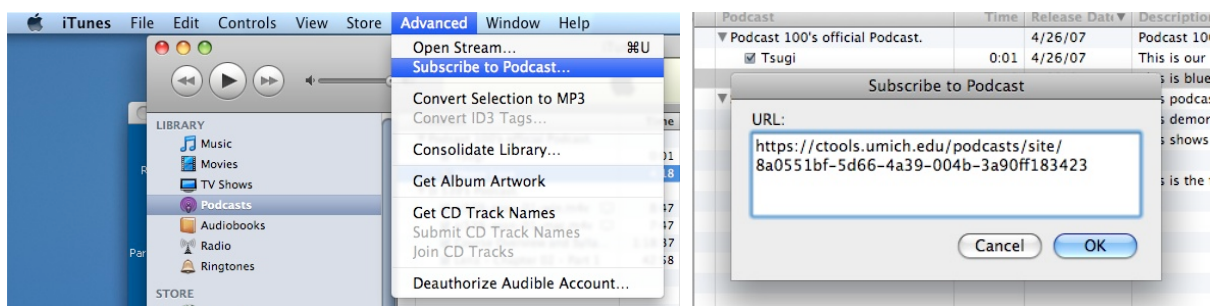 iTunes File Edit Controls View Store Advanced Window Help
Open Stream... ⌘U
Subscribe to Podcast...
Convert Selection to MP3
Convert ID3 Tags...
Consolidate Library...
Get Album Artwork
Get CD Track Names
Submit CD Track Names
Join CD Tracks
Deauthorize Audible Account...
LIBRARY
Music
Movies
TV Shows
Podcasts
Audiobooks
Radio
Ringtones
STORE
Podcast Time Release Date Description
Podcast 100's official Podcast. 4/26/07 Podcast 10
Tsugi 0:01 4/26/07 This is our
Subscribe to Podcast
URL:
https://ctools.umich.edu/podcasts/site/
8a0551bf-5d66-4a39-004b-3a90ff183423
Cancel OK